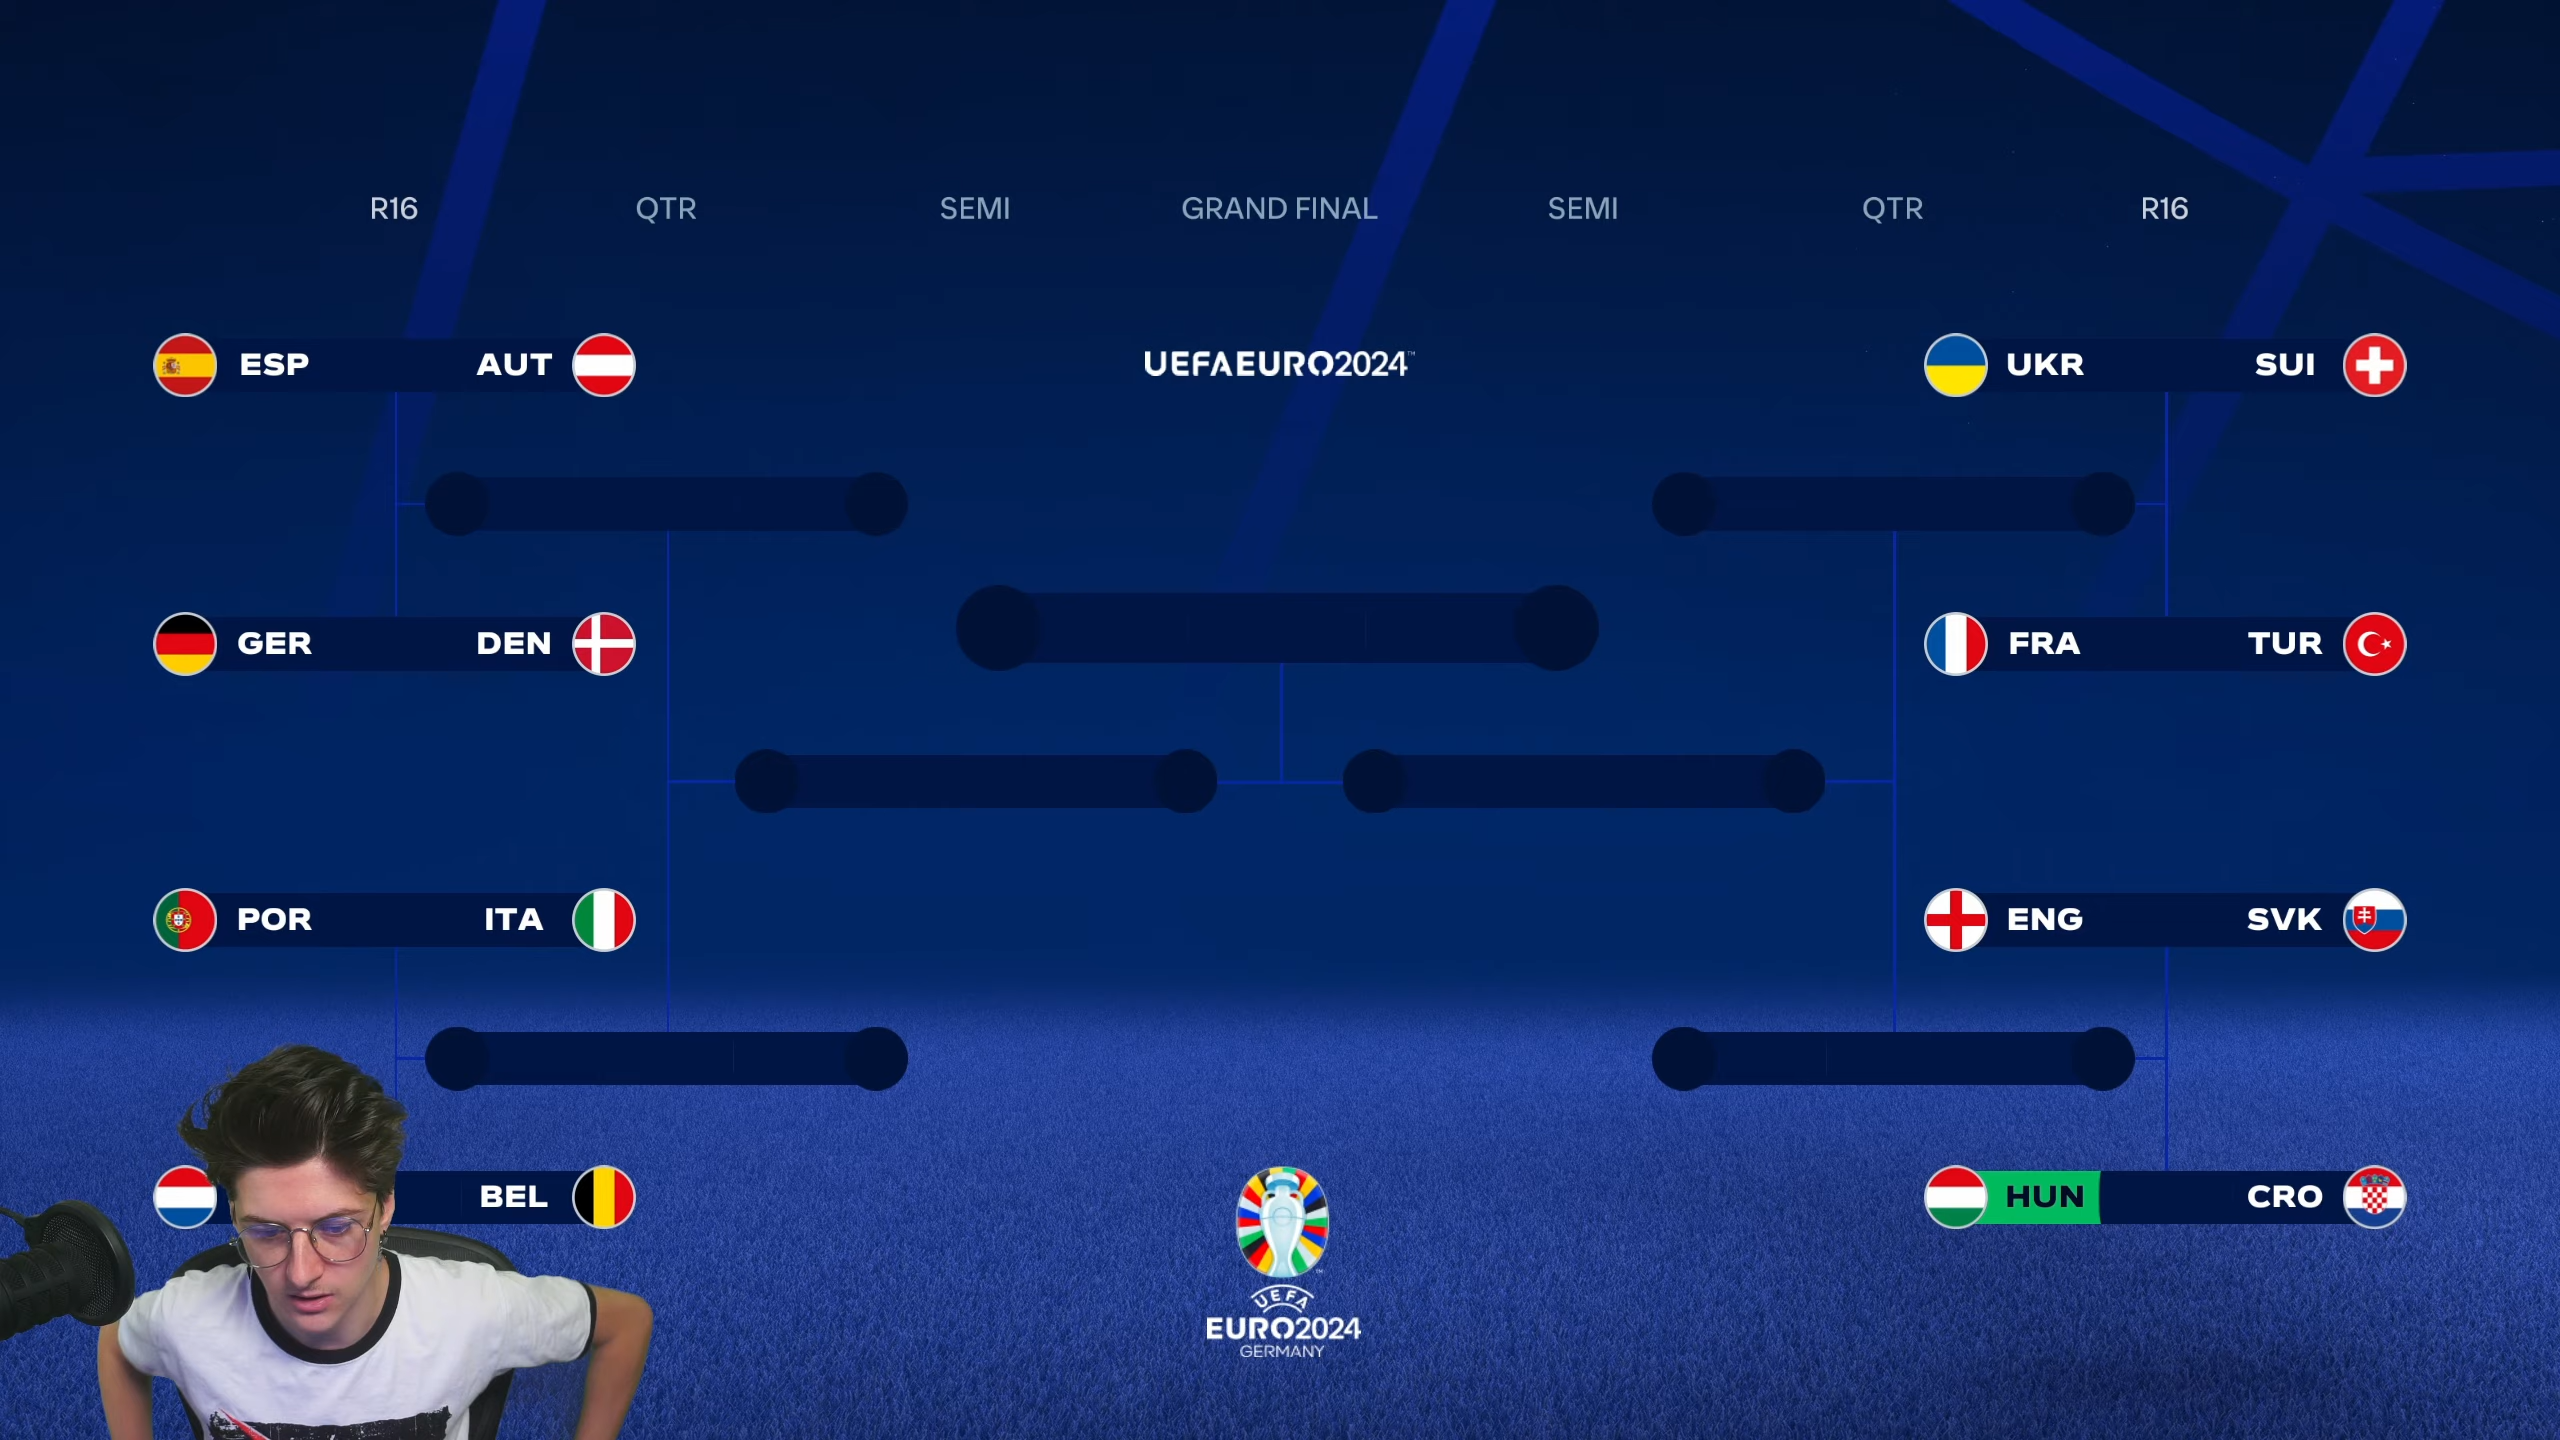 R16 QTR SEMI GRAND FINAL SEMI QTR R16
ESP AUT
UEFAEURO2024™
UKR SUI
GER DEN
FRA TUR
POR ITA
ENG SVK
BEL
HUN CRO
UEFA
EURO2024
GERMANY